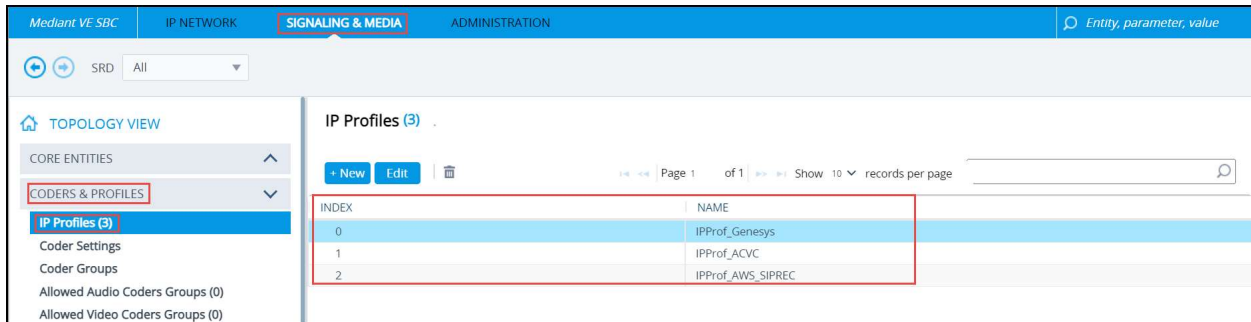 Mediant VE SBC IP NETWORK SIGNALING & MEDIA ADMINISTRATION Entity, parameter, value
SRD All
TOPOLOGY VIEW
CORE ENTITIES
CODERS & PROFILES
IP Profiles (3)
Coder Settings
Coder Groups
Allowed Audio Coders Groups (0)
Allowed Video Coders Groups (0)
IP Profiles (3)
+ New Edit Page 1 of 1 Show 10 records per page
INDEX NAME
0 IPProf_Genesys
1 IPProf_ACVC
2 IPProf_AWS_SIPREC